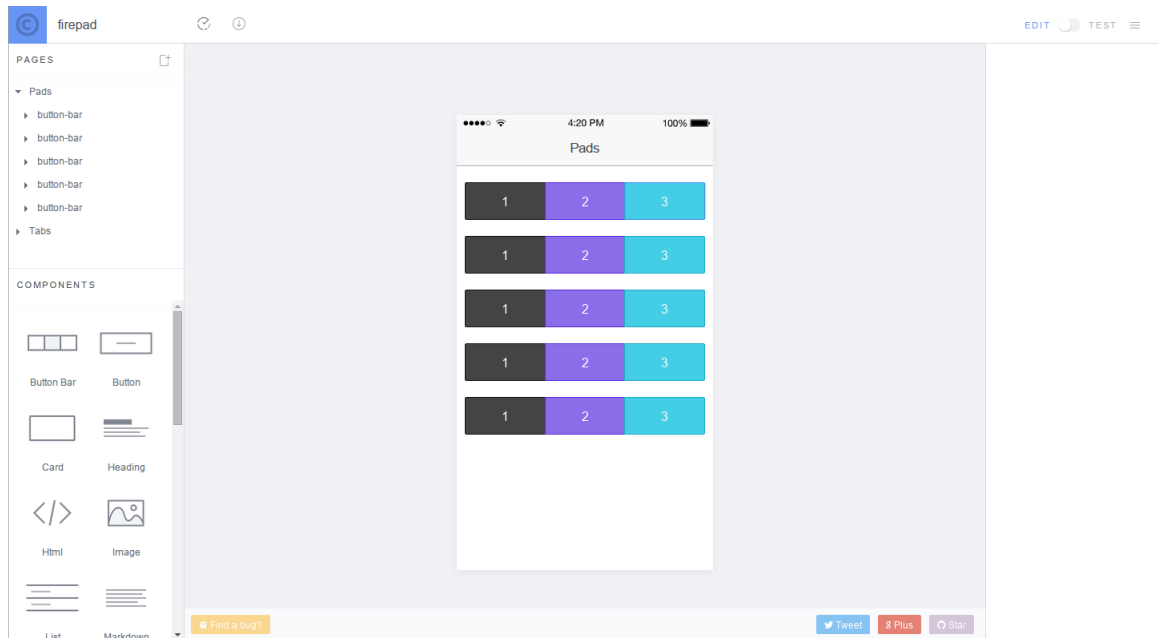 firepad
EDIT TEST
PAGES
Pads
button-bar
button-bar
button-bar
button-bar
button-bar
Tabs
COMPONENTS
Button Bar Button
Card Heading
Html Image
List Markdown
4:20 PM 100%
Pads
1 2 3
1 2 3
1 2 3
1 2 3
1 2 3
Find a bug?
Tweet Plus Star